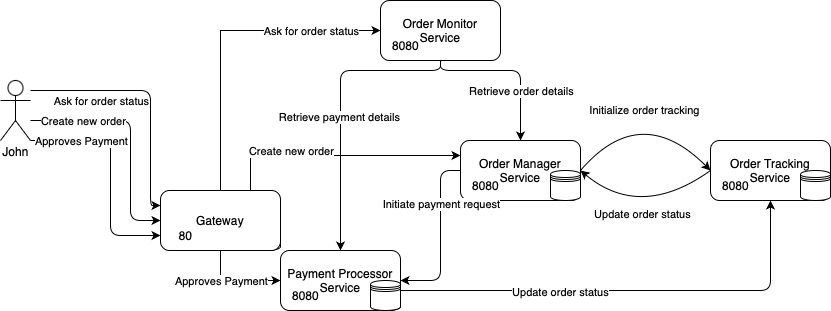 Order Monitor
Service
8080
Ask for order status
Ask for order status
Retrieve order details
Create new order
Retrieve payment details
Initialize order tracking
Approves Payment
John
Create new order
Order Manager
Service
8080
Order Tracking
Service
8080
Initiate payment request
Update order status
Gateway
80
Approves Payment
Payment Processor
Service
8080
Update order status